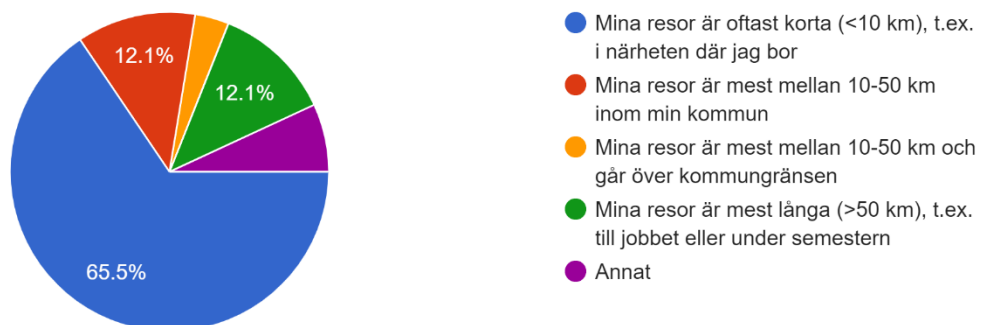 12.1%
12.1%
65.5%
Mina resor är oftast korta (<10 km), t.ex.
i närheten där jag bor
Mina resor är mest mellan 10-50 km
inom min kommun
Mina resor är mest mellan 10-50 km och
går över kommungränsen
Mina resor är mest långa (>50 km), t.ex.
till jobbet eller under semestern
Annat